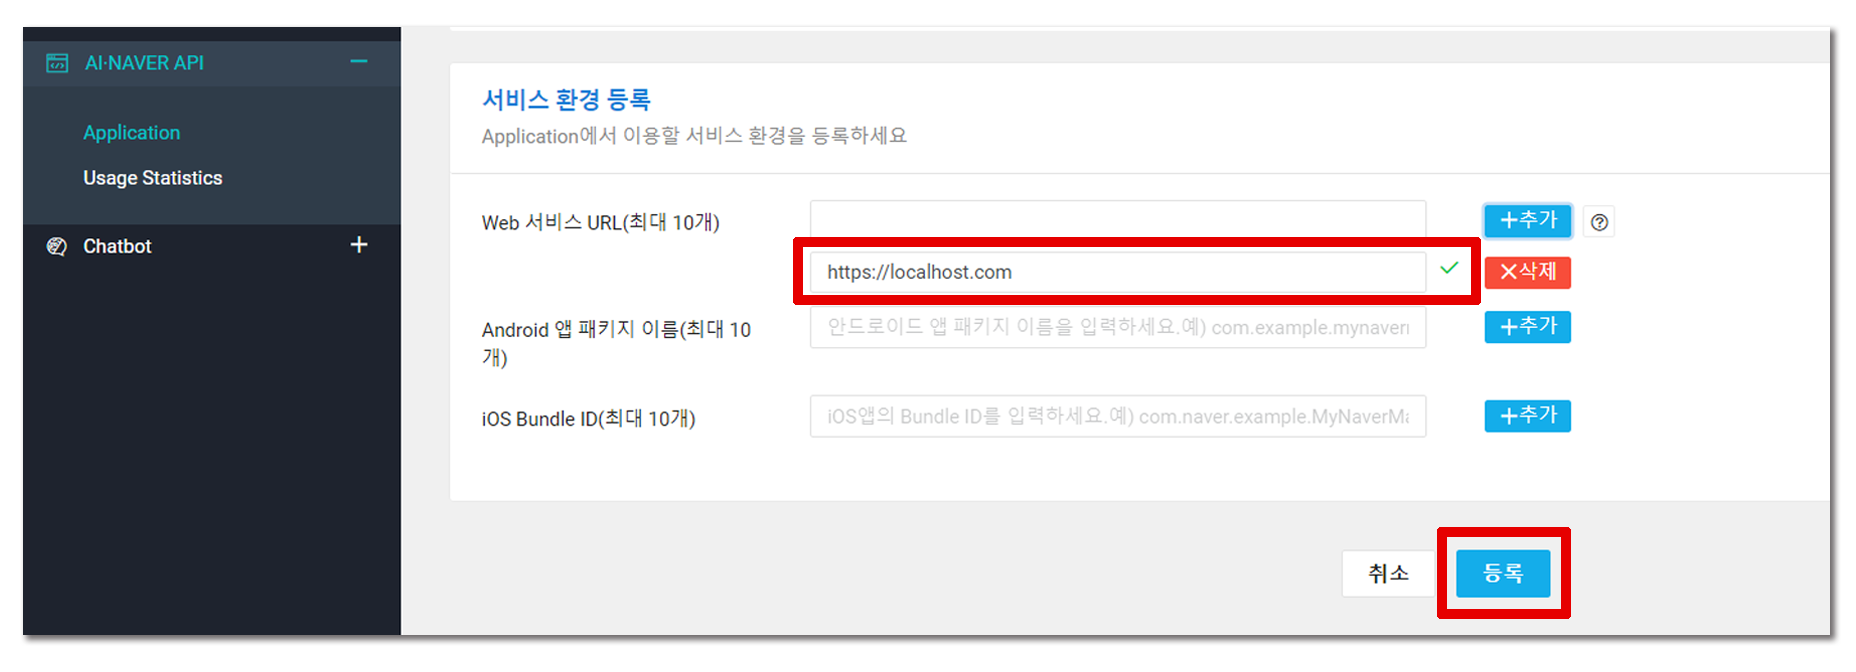 AI·NAVER API
Application
Usage Statistics
Chatbot
서비스 환경 등록
Application에서 이용할 서비스 환경을 등록하세요
Web 서비스 URL(최대 10개)
+추가
https://localhost.com
×삭제
Android 앱 패키지 이름(최대 10
개)
안드로이드 앱 패키지 이름을 입력하세요.예) com.example.mynaver
+추가
iOS Bundle ID(최대 10개)
iOS앱의 Bundle ID를 입력하세요.예) com.naver.example.MyNaverM
+추가
취소
등록